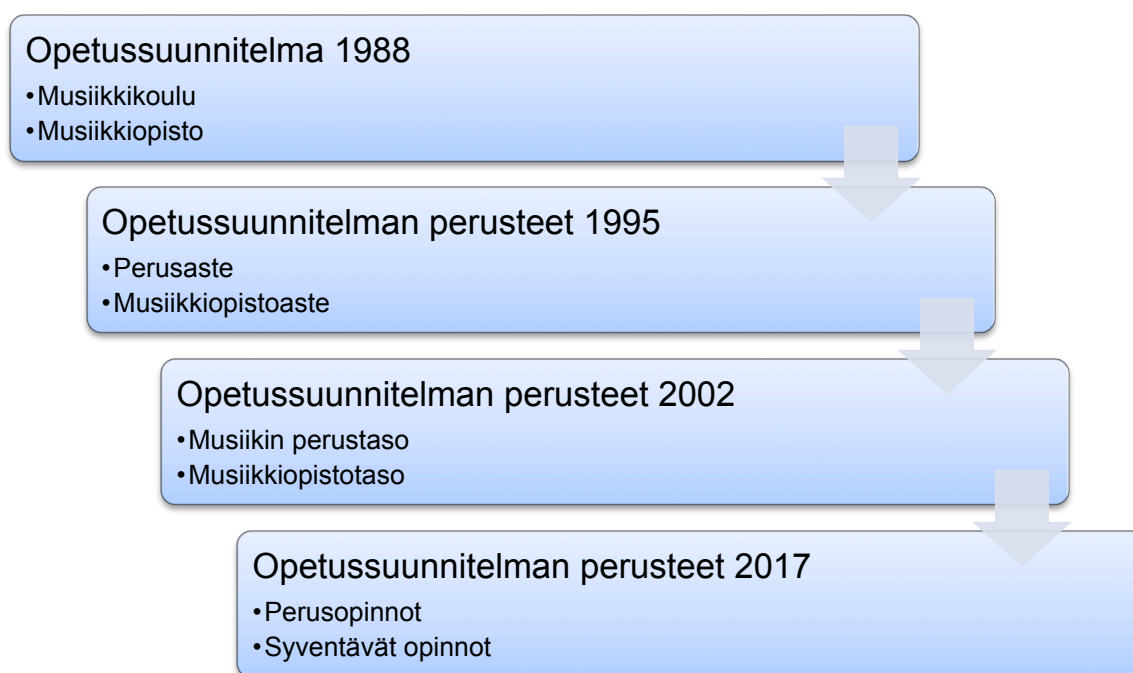 Opetussuunnitelma 1988
•Musiikkikoulu
•Musiikkiopisto
Opetussuunnitelman perusteet 1995
•Perusaste
•Musiikkiopistoaste
Opetussuunnitelman perusteet 2002
•Musiikin perustaso
•Musiikkiopistotaso
Opetussuunnitelman perusteet 2017
•Perusopinnot
•Syventävät opinnot